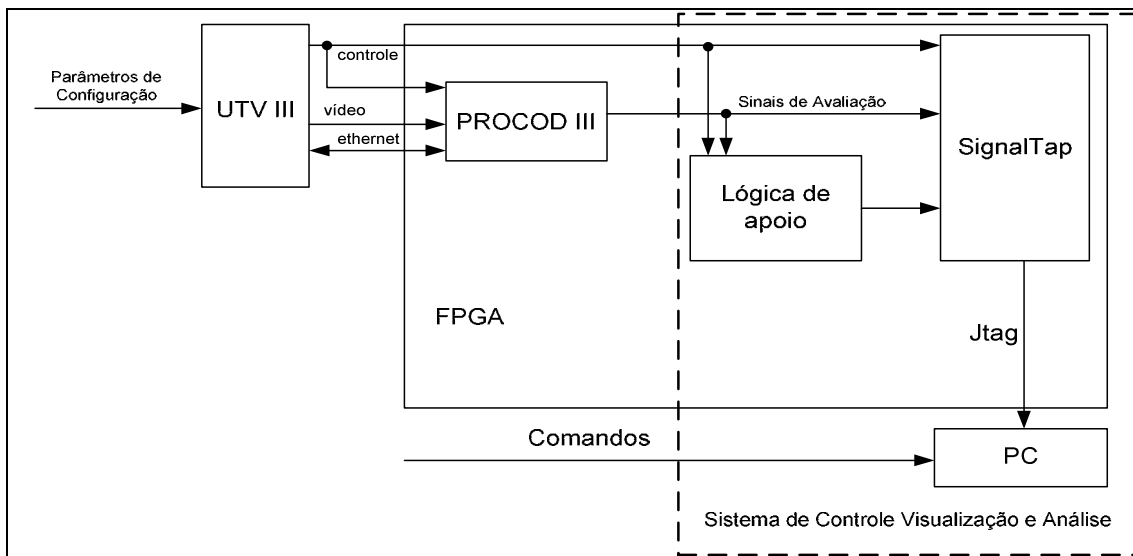 Parâmetros de
Configuração
UTV III
controle
vídeo
ethernet
PROCOD III
Sinais de Avaliação
SignalTap
Lógica de
apoio
FPGA
Jtag
Comandos
PC
Sistema de Controle Visualização e Análise